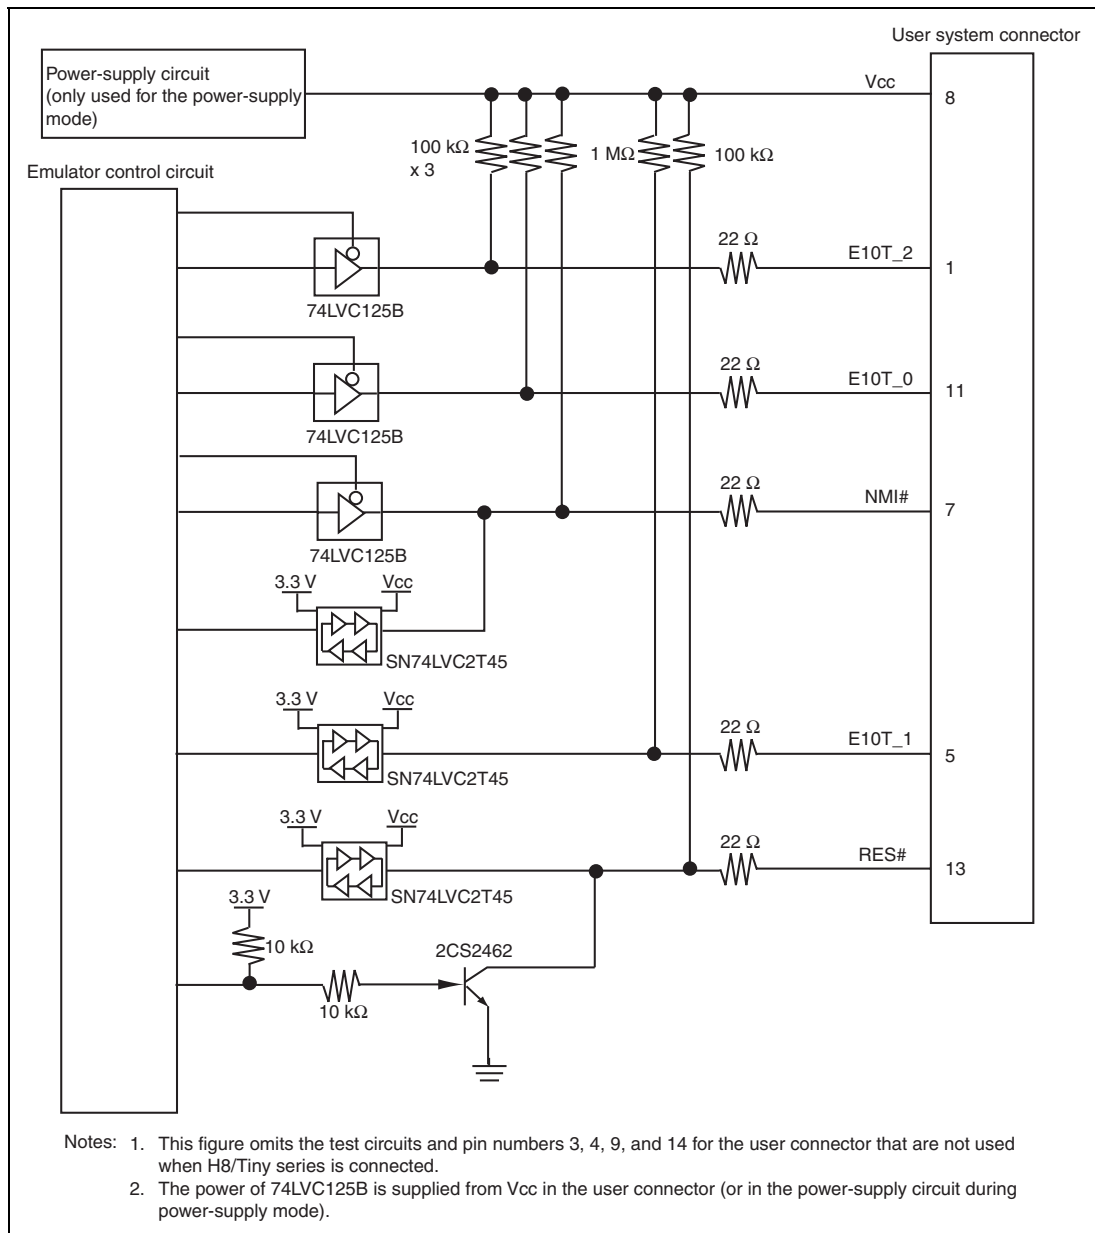 User system connector
Power-supply circuit
(only used for the power-supply
mode)
Vcc
8
100 kΩ
x 3
1 MΩ
100 kΩ
Emulator control circuit
22 Ω
E10T_2
1
74LVC125B
22 Ω
E10T_0
11
74LVC125B
22 Ω
NMI#
7
74LVC125B
3.3 V
Vcc
SN74LVC2T45
3.3 V
Vcc
22 Ω
E10T_1
5
SN74LVC2T45
3.3 V
Vcc
22 Ω
RES#
13
SN74LVC2T45
3.3 V
10 kΩ
2CS2462
10 kΩ
Notes: 1. This figure omits the test circuits and pin numbers 3, 4, 9, and 14 for the user connector that are not used
when H8/Tiny series is connected.
2. The power of 74LVC125B is supplied from Vcc in the user connector (or in the power-supply circuit during
power-supply mode).